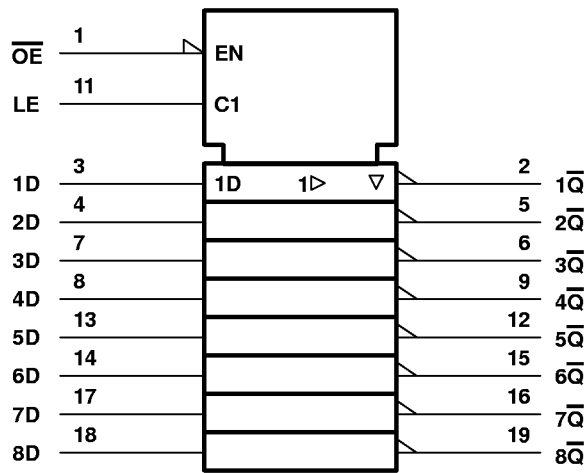 O̅E̅ 1 EN
LE 11 C1
1D 3 1D 1▷ ▽ 2 1Q̅
2D 4 5 2Q̅
3D 7 6 3Q̅
4D 8 9 4Q̅
5D 13 12 5Q̅
6D 14 15 6Q̅
7D 17 16 7Q̅
8D 18 19 8Q̅